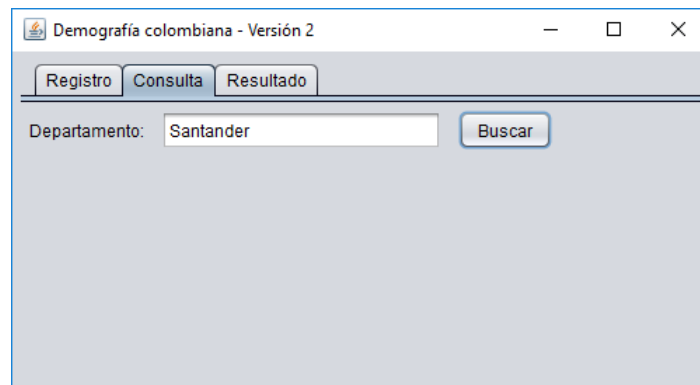 Demografía colombiana - Versión 2
Registro Consulta Resultado
Departamento: Santander Buscar